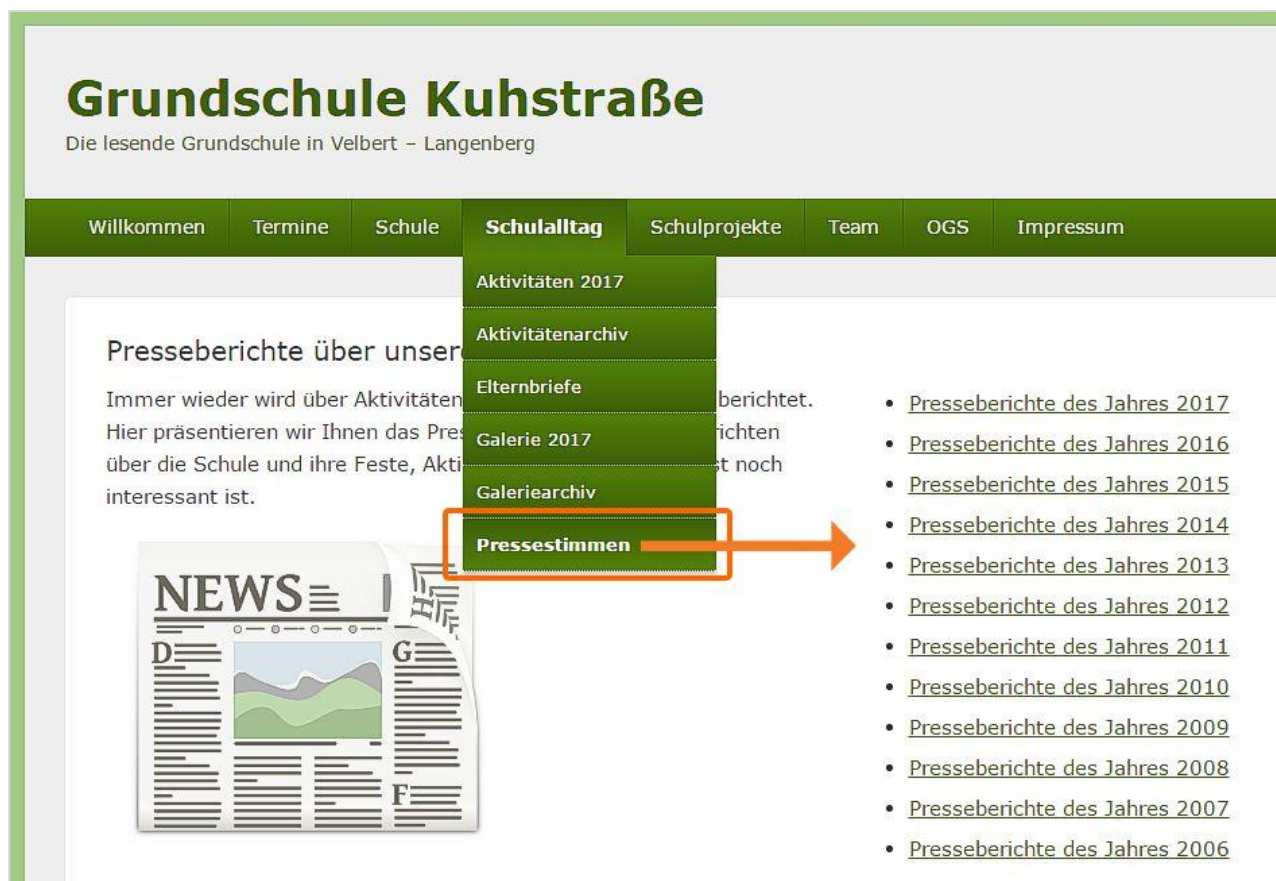 Grundschule Kuhstraße
Die lesende Grundschule in Velbert – Langenberg
Willkommen Termine Schule Schulalltag Schulprojekte Team OGS Impressum
Aktivitäten 2017
Aktivitätenarchiv
Elternbriefe
Galerie 2017
Galeriearchiv
Pressestimmen
Presseberichte über
Immer wieder wird über Aktivitäten berichtet.
Hier präsentieren wir Ihnen das
über die Schule und ihre Feste, noch
interessant ist.
NEWS
D
G
H
F
Presseberichte des Jahres 2017
Presseberichte des Jahres 2016
Presseberichte des Jahres 2015
Presseberichte des Jahres 2014
Presseberichte des Jahres 2013
Presseberichte des Jahres 2012
Presseberichte des Jahres 2011
Presseberichte des Jahres 2010
Presseberichte des Jahres 2009
Presseberichte des Jahres 2008
Presseberichte des Jahres 2007
Presseberichte des Jahres 2006